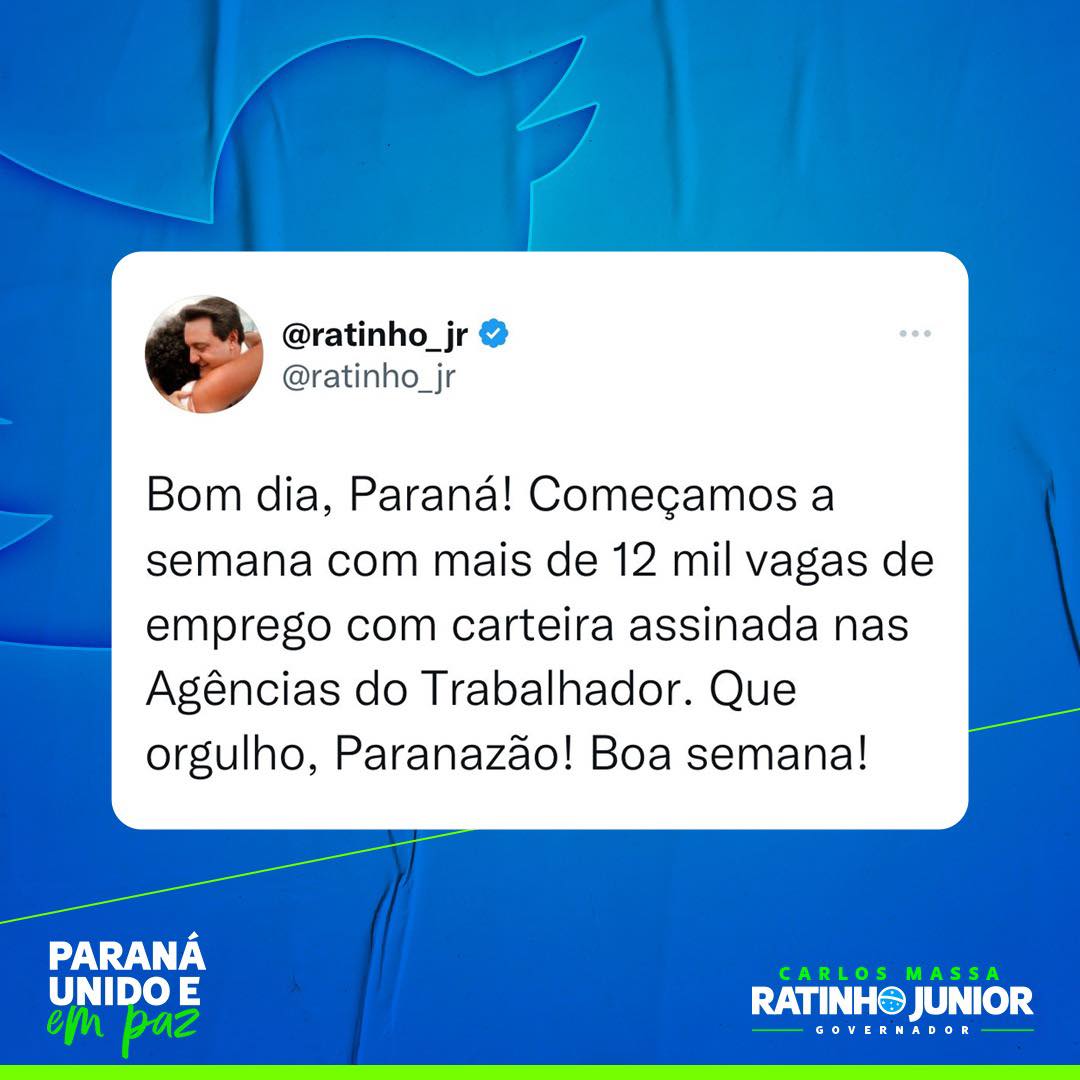 @ratinho_jr
@ratinho_jr
Bom dia, Paraná! Começamos a
semana com mais de 12 mil vagas de
emprego com carteira assinada nas
Agências do Trabalhador. Que
orgulho, Paranazão! Boa semana!
PARANÁ
UNIDO E
em paz
CARLOS MASSA
RATINHO JUNIOR
GOVERNADOR